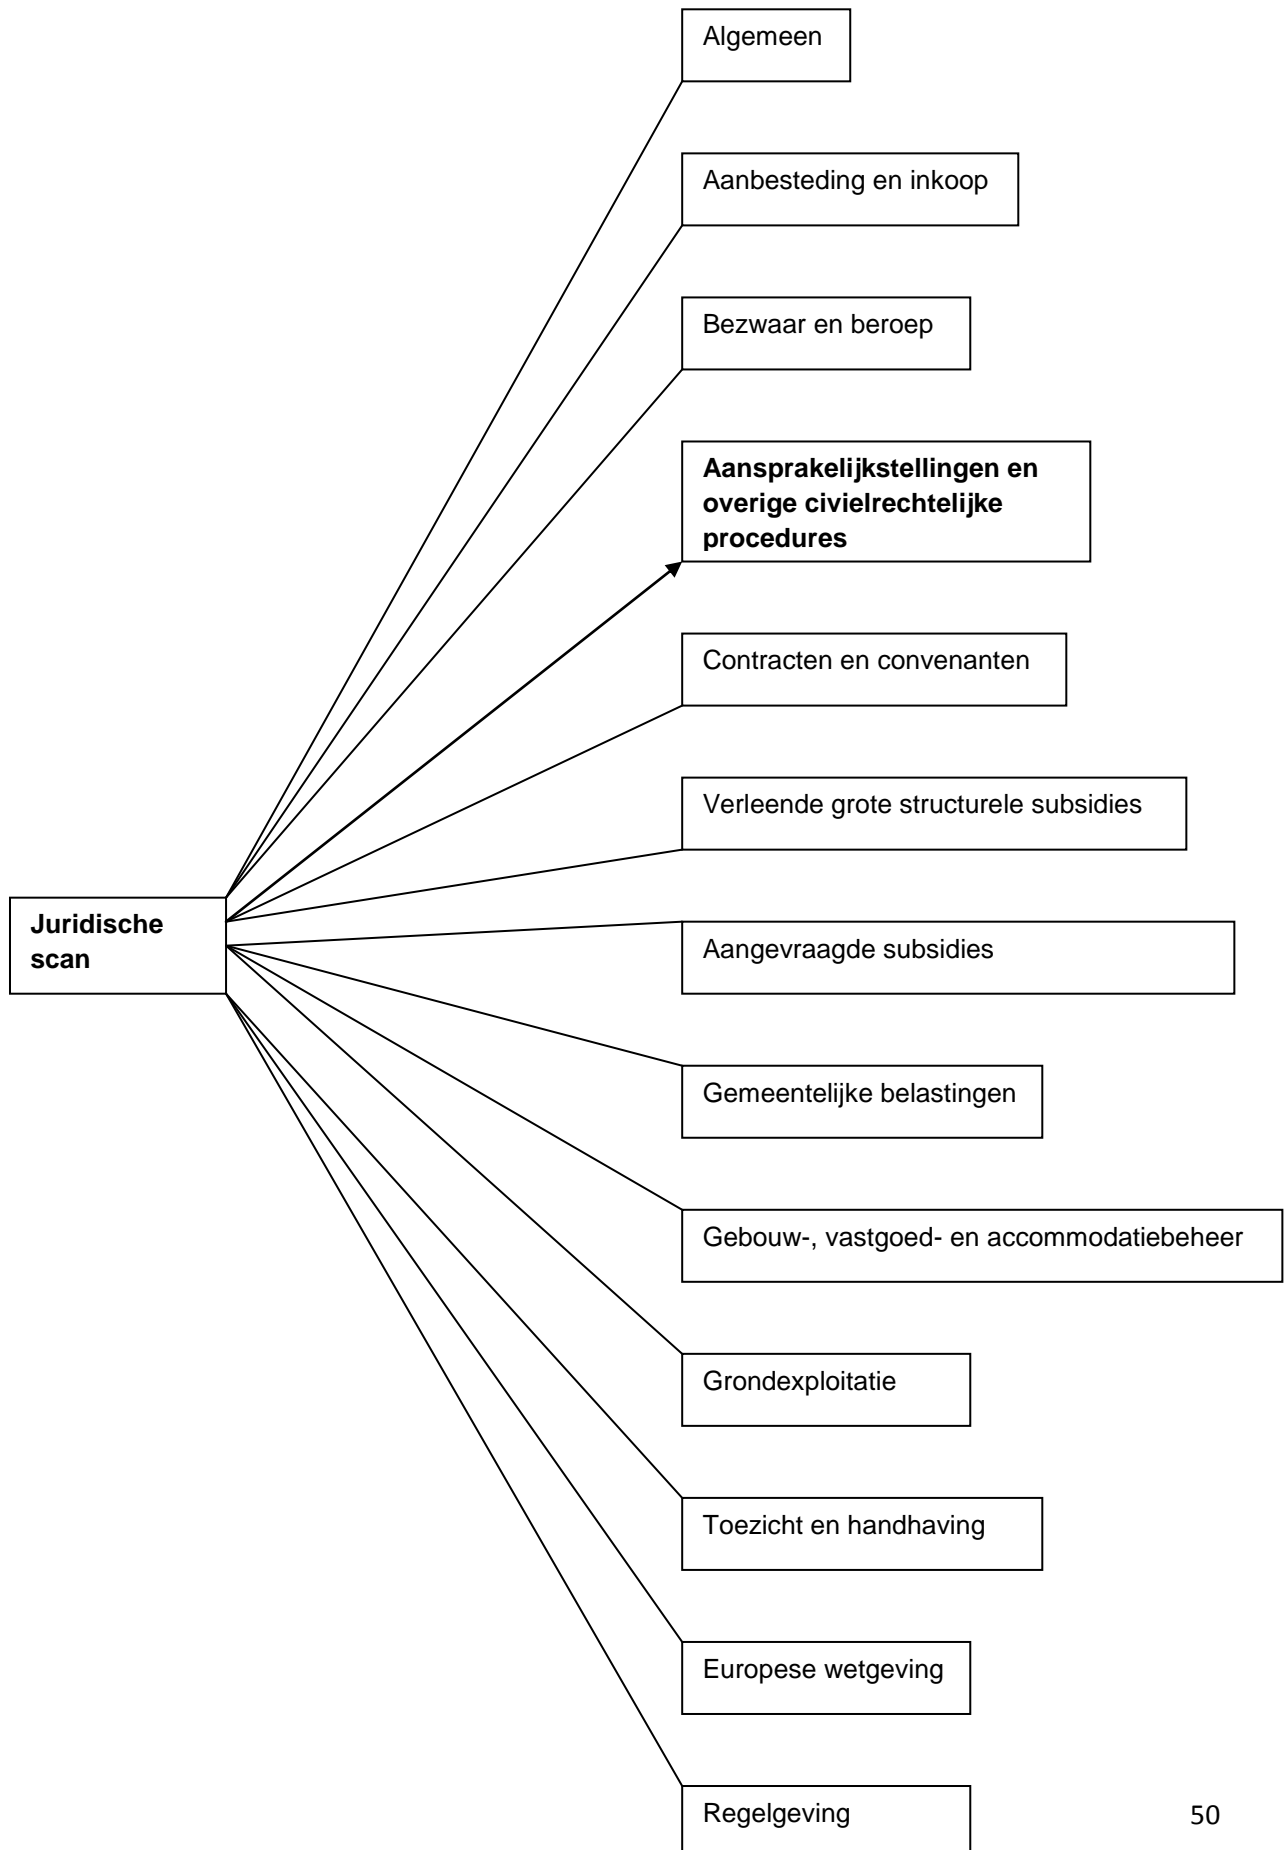 Algemeen
Aanbesteding en inkoop
Bezwaar en beroep
Aansprakelijkstellingen en
overige civielrechtelijke
procedures
Contracten en convenanten
Verleende grote structurele subsidies
Juridische
scan
Aangevraagde subsidies
Gemeentelijke belastingen
Gebouw-, vastgoed- en accommodatiebeheer
Grondexploitatie
Toezicht en handhaving
Europese wetgeving
Regelgeving
50